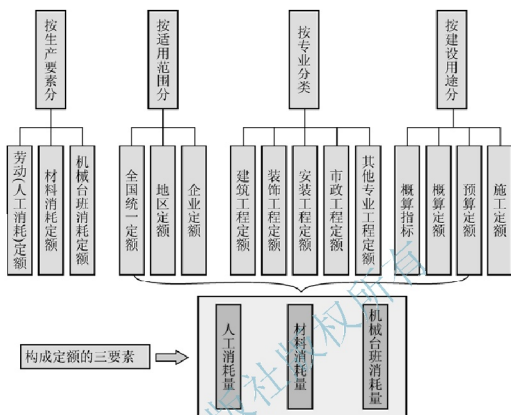 按生产要素分
按适用范围分
按专业分类
按建设用途分
劳动(人工消耗)定额
材料消耗定额
机械台班消耗定额
全国统一定额
地区定额
企业定额
建筑工程定额
装饰工程定额
安装工程定额
市政工程定额
其他专业工程定额
概算指标
概算定额
预算定额
施工定额
构成定额的三要素
人工消耗量
材料消耗量
机械台班消耗量
版社版权所有